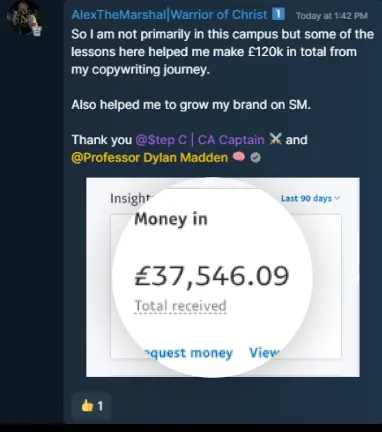 AlexTheMarshal|Warrior of Christ 1 Today at 1:42 PM
So I am not primarily in this campus but some of the
lessons here helped me make £120k in total from
my copywriting journey.
Also helped me to grow my brand on SM.
Thank you @$tep C | CA Captain ⚔️ and
@Professor Dylan Madden 🧠
Insight
Last 90 days
Money in
£37,546.09
Total received
quest money View
👍 1